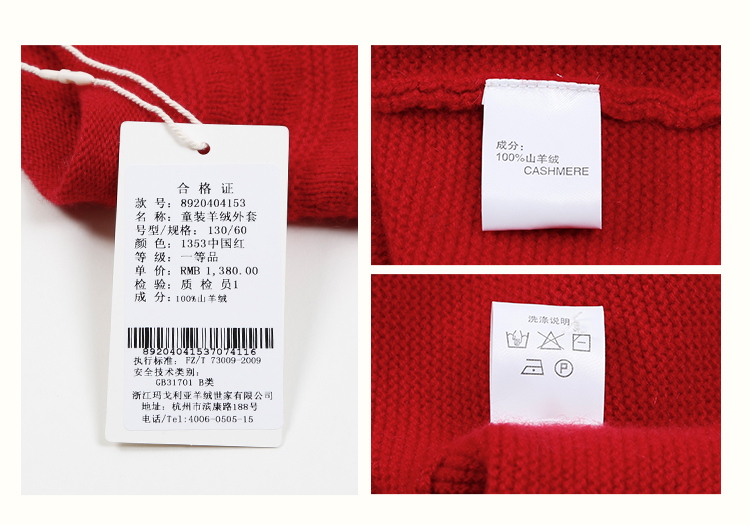 合 格 证
款 号: 8920404153
名 称: 童装羊绒外套
号型/规格: 130/60
颜 色: 1353中国红
等 级: 一等品
单 价: RMB 1,380.00
检 验: 质 检 员1
成 分: 100%山羊绒
89204041537074116
执行标准: FZ/T 73009-2009
安全技术类别:
GB31701 B类
浙江玛戈利亚羊绒世家有限公司
地址: 杭州市滨康路188号
电话/Tel:4006-0505-15
成分:
100%山羊绒
CASHMERE
洗涤说明
P